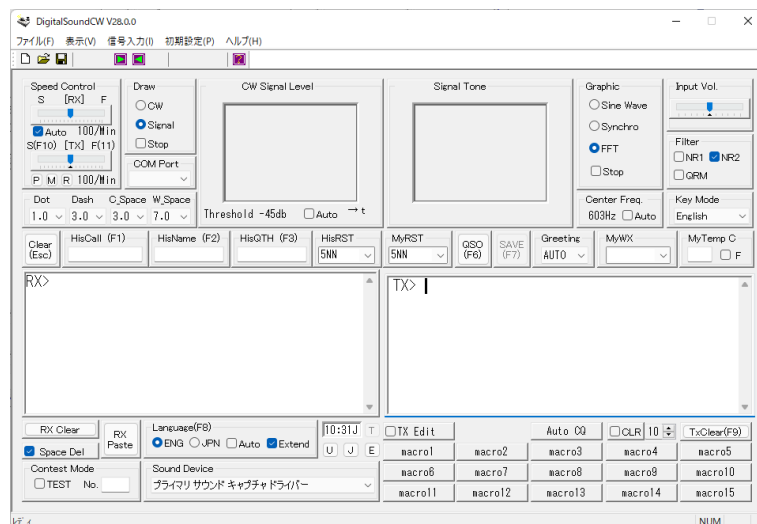 DigitalSoundCW V28.0.0
ファイル(F) 表示(V) 信号入力(I) 初期設定(P) ヘルプ(H)
Speed Control Draw CW Signal Level Signal Tone Graphic Input Vol.
S [RX] F
CW Sine Wave
Auto 100/Min Signal Synchro
S(F10) [TX] F(11) Stop FFT Filter
COM Port NR1 NR2
P M R 100/Min Stop QRM
Dot Dash C_Space W_Space Center Freq. Key Mode
1.0 3.0 3.0 7.0 Threshold -45db Auto → t 603Hz Auto English
Clear (Esc) HisCall (F1) HisName (F2) HisQTH (F3) HisRST MyRST QSO (F6) SAVE (F7) Greeting MyWX MyTemp C
5NN 5NN AUTO F
RX> TX>
RX Clear RX Paste Language(F8) 10:31J T TX Edit Auto CQ CLR 10 TxClear(F9)
Space Del ENG JPN Auto Extend U J E macro1 macro2 macro3 macro4 macro5
Contest Mode Sound Device macro6 macro7 macro8 macro9 macro10
TEST No. プライマリ サウンド キャプチャ ドライバー macro11 macro12 macro13 macro14 macro15
レディ NUM